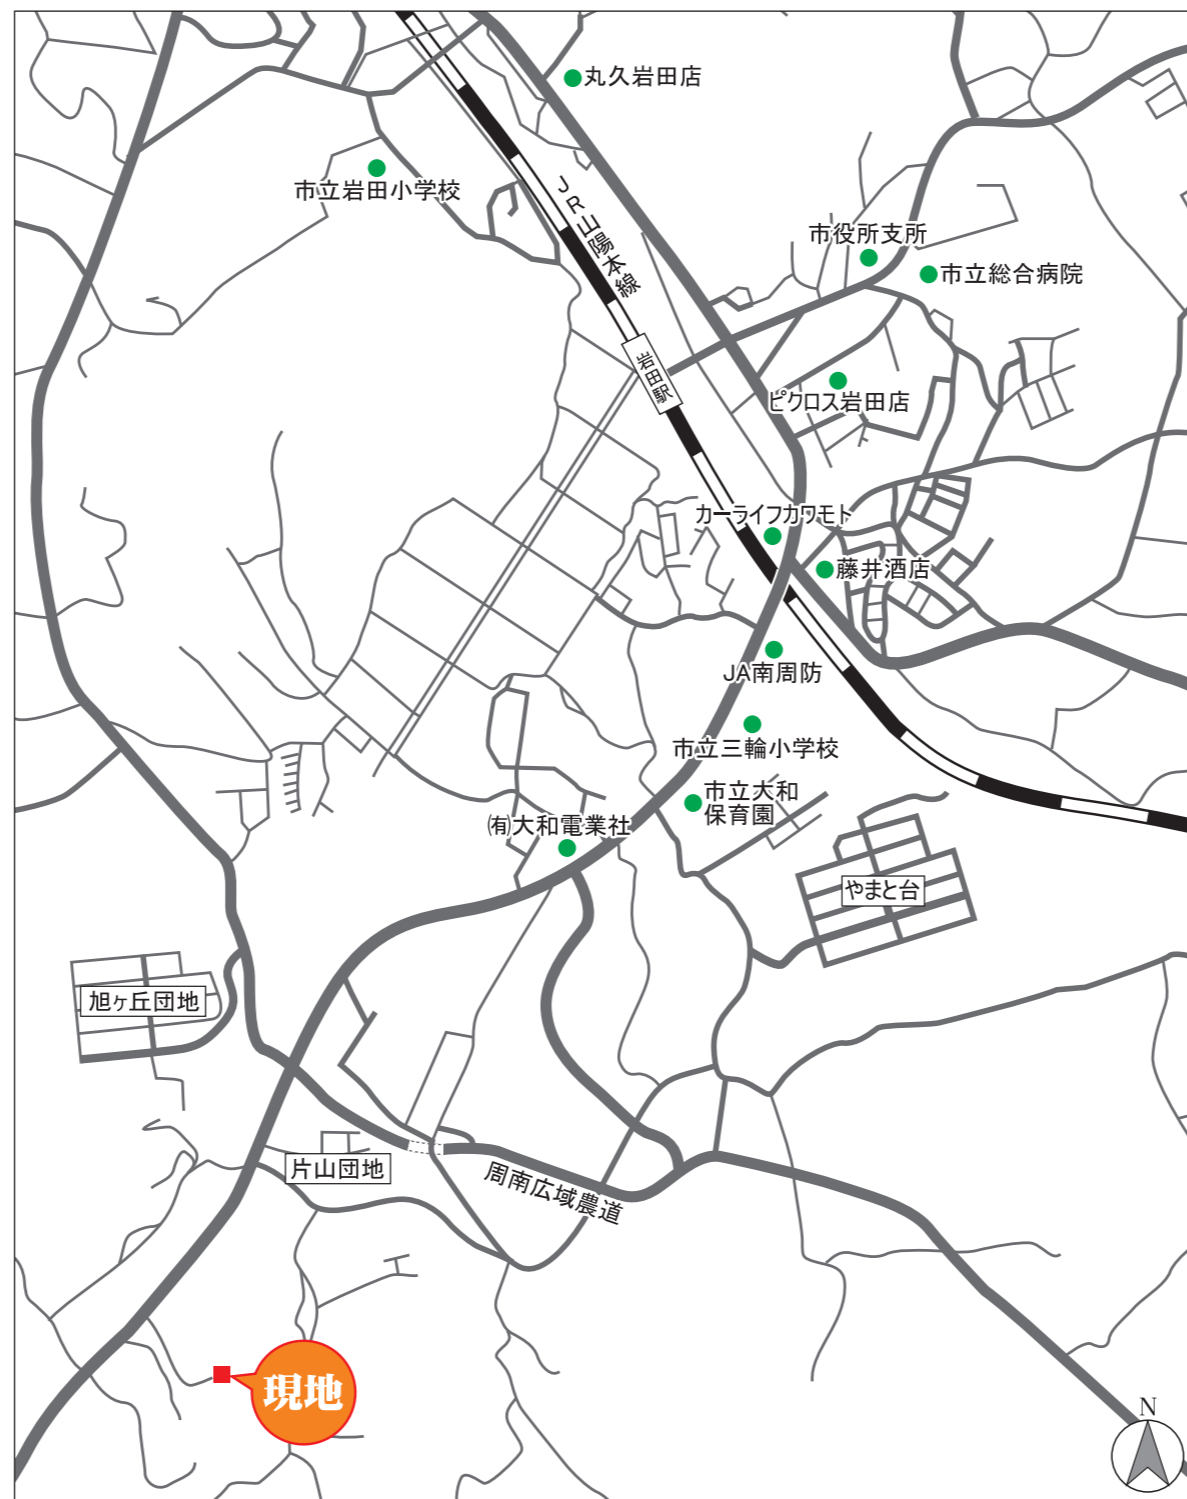 丸久岩田店
市立岩田小学校
JR山陽本線
市役所支所
市立総合病院
岩田駅
ピクロス岩田店
カーライフカワモト
藤井酒店
JA南周防
市立三輪小学校
市立大和
保育園
㈲大和電業社
やまと台
旭ヶ丘団地
片山団地
周南広域農道
現地
N